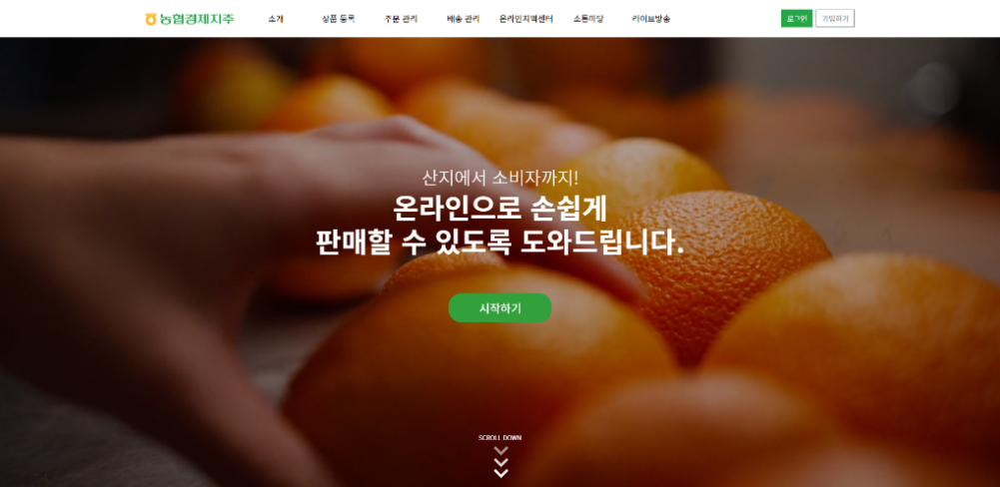 농협경제지주
소개
상품 등록
주문 관리
배송 관리
온라인지역센터
소통마당
라이브방송
로그인
가입하기
산지에서 소비자까지!
온라인으로 손쉽게
판매할 수 있도록 도와드립니다.
시작하기
SCROLL DOWN